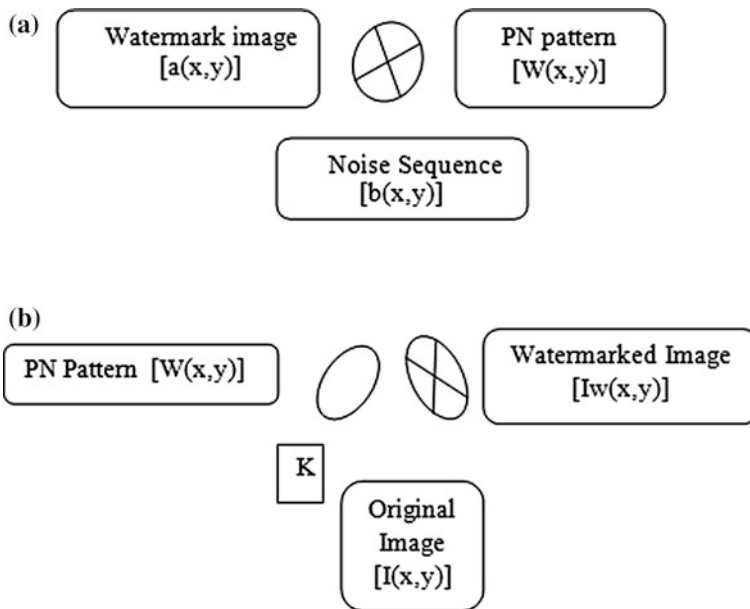 (a)
Watermark image
[a(x,y)]
PN pattern
[W(x,y)]
Noise Sequence
[b(x,y)]
(b)
PN Pattern [W(x,y)]
Watermarked Image
[Iw(x,y)]
K
Original
Image
[I(x,y)]